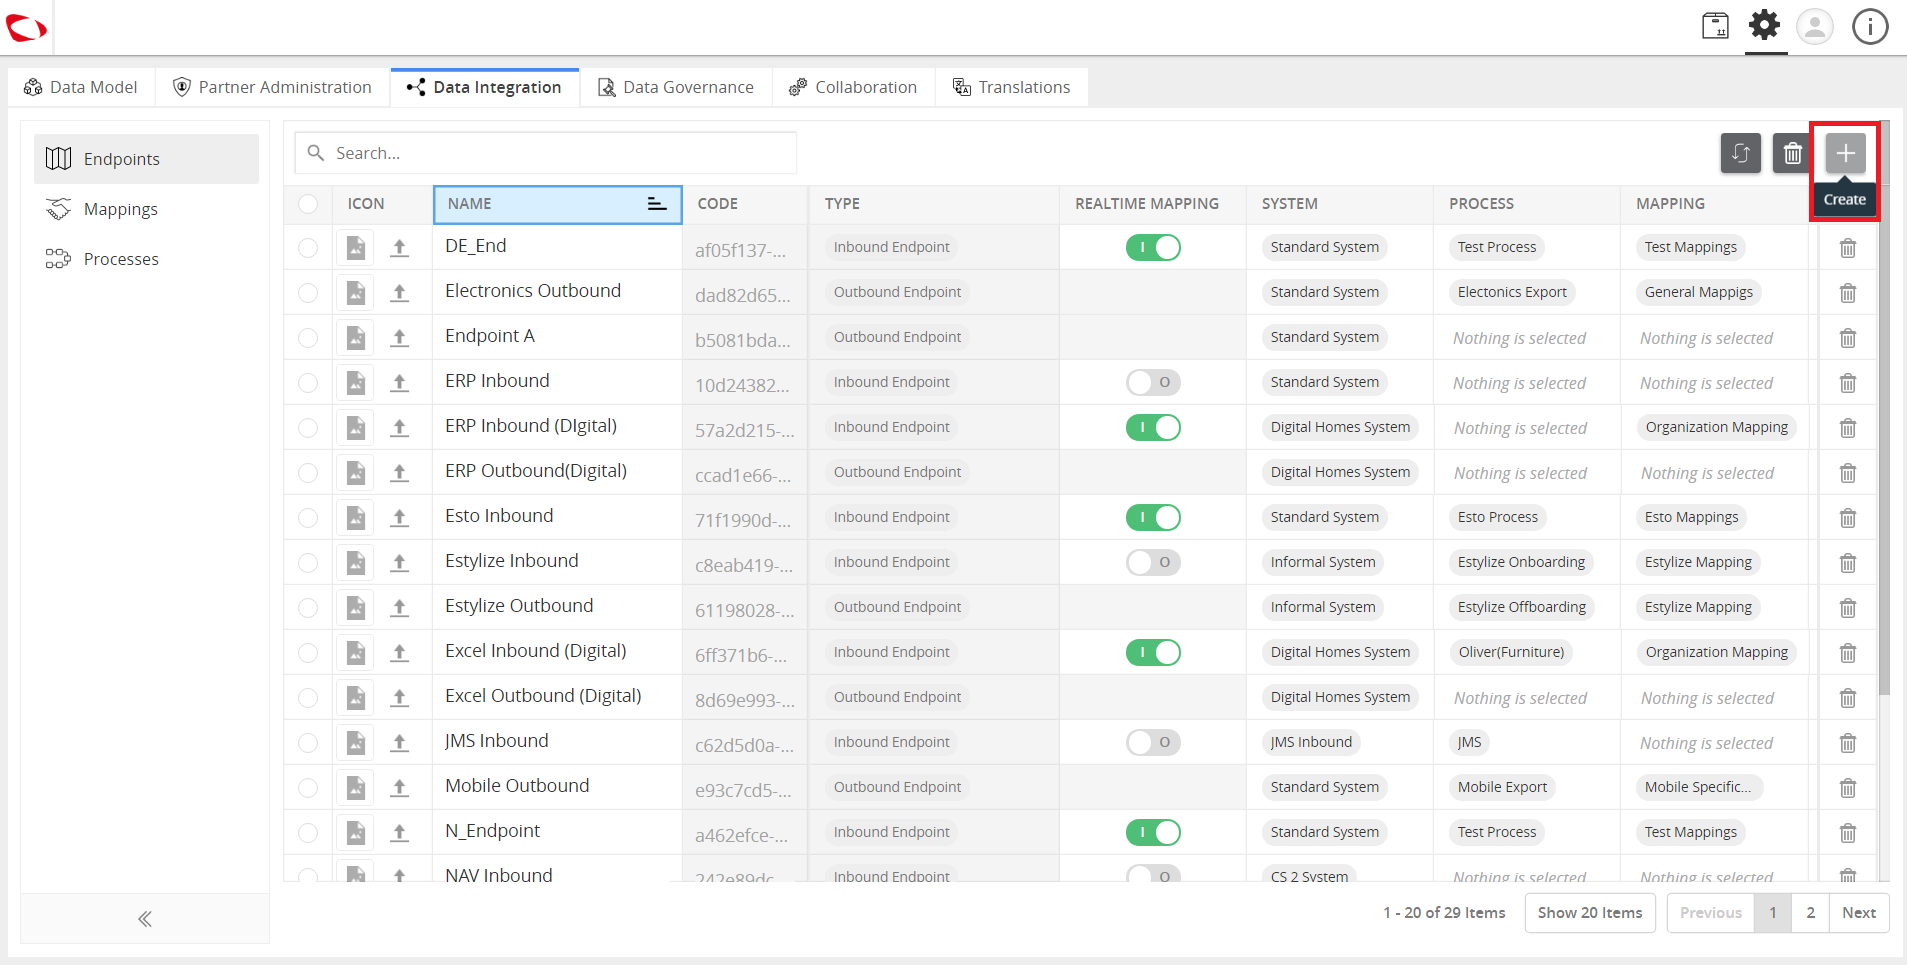 Data Model Partner Administration Data Integration Data Governance Collaboration Translations
Endpoints
Mappings
Processes
Search...
Create
ICON NAME CODE TYPE REALTIME MAPPING SYSTEM PROCESS MAPPING
DE_End af05f137-... Inbound Endpoint I Standard System Test Process Test Mappings
Electronics Outbound dad82d65... Outbound Endpoint Standard System Electonics Export General Mappigs
Endpoint A b5081bda... Outbound Endpoint Standard System Nothing is selected Nothing is selected
ERP Inbound 10d24382... Inbound Endpoint O Standard System Nothing is selected Nothing is selected
ERP Inbound (DIgital) 57a2d215-... Inbound Endpoint I Digital Homes System Nothing is selected Organization Mapping
ERP Outbound(Digital) ccad1e66-... Outbound Endpoint Digital Homes System Nothing is selected Nothing is selected
Esto Inbound 71f1990d-... Inbound Endpoint I Standard System Esto Process Esto Mappings
Estylize Inbound c8eab419-... Inbound Endpoint O Informal System Estylize Onboarding Estylize Mapping
Estylize Outbound 61198028-... Outbound Endpoint Informal System Estylize Offboarding Estylize Mapping
Excel Inbound (Digital) 6ff371b6-... Inbound Endpoint I Digital Homes System Oliver(Furniture) Organization Mapping
Excel Outbound (Digital) 8d69e993-... Outbound Endpoint Digital Homes System Nothing is selected Nothing is selected
JMS Inbound c62d5d0a-... Inbound Endpoint O JMS Inbound JMS Nothing is selected
Mobile Outbound e93c7cd5-... Outbound Endpoint Standard System Mobile Export Mobile Specific...
N_Endpoint a462efce-... Inbound Endpoint I Standard System Test Process Test Mappings
NAV Inbound 242e89dc Inbound Endpoint O CS 2 System Nothing is selected Nothing is selected
1 - 20 of 29 Items Show 20 Items Previous 1 2 Next